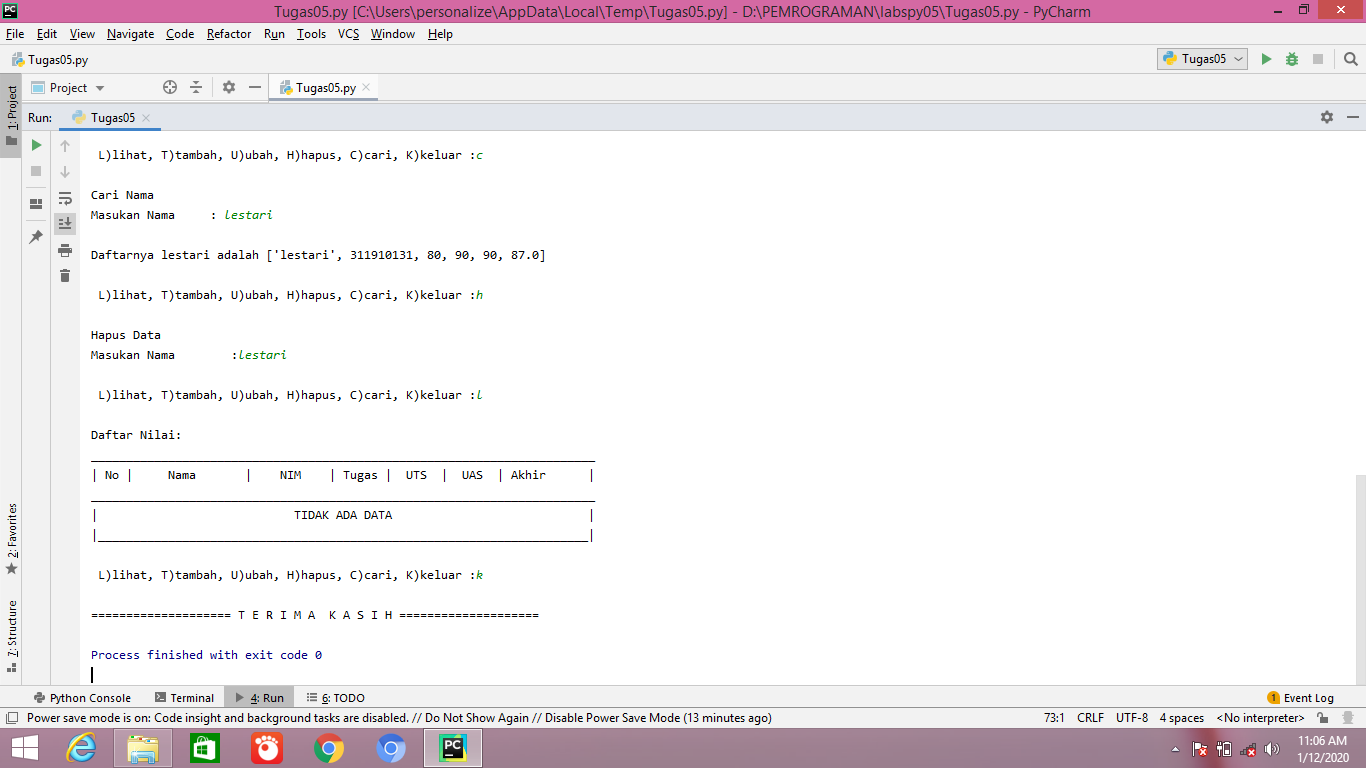 Tugas05.py [C:\Users\personalize\AppData\Local\Temp\Tugas05.py] - D:\PEMROGRAMAN\labspy05\Tugas05.py - PyCharm
File Edit View Navigate Code Refactor Run Tools VCS Window Help
Tugas05.py
Tugas05
1: Project
Project
Tugas05.py
Run: Tugas05
L)lihat, T)tambah, U)ubah, H)hapus, C)cari, K)keluar :c
Cari Nama
Masukan Nama     : lestari
Daftarnya lestari adalah ['lestari', 311910131, 80, 90, 90, 87.0]
L)lihat, T)tambah, U)ubah, H)hapus, C)cari, K)keluar :h
Hapus Data
Masukan Nama        :lestari
L)lihat, T)tambah, U)ubah, H)hapus, C)cari, K)keluar :l
Daftar Nilai:
| No |     Nama       |    NIM    | Tugas |  UTS  |  UAS  | Akhir      |
|                            TIDAK ADA DATA                            |
L)lihat, T)tambah, U)ubah, H)hapus, C)cari, K)keluar :k
==================== T E R I M A  K A S I H ====================
Process finished with exit code 0
2: Favorites
7: Structure
Python Console Terminal 4: Run 6: TODO
1 Event Log
Power save mode is on: Code insight and background tasks are disabled. // Do Not Show Again // Disable Power Save Mode (13 minutes ago)
73:1 CRLF UTF-8 4 spaces <No interpreter>
PC
11:06 AM
1/12/2020